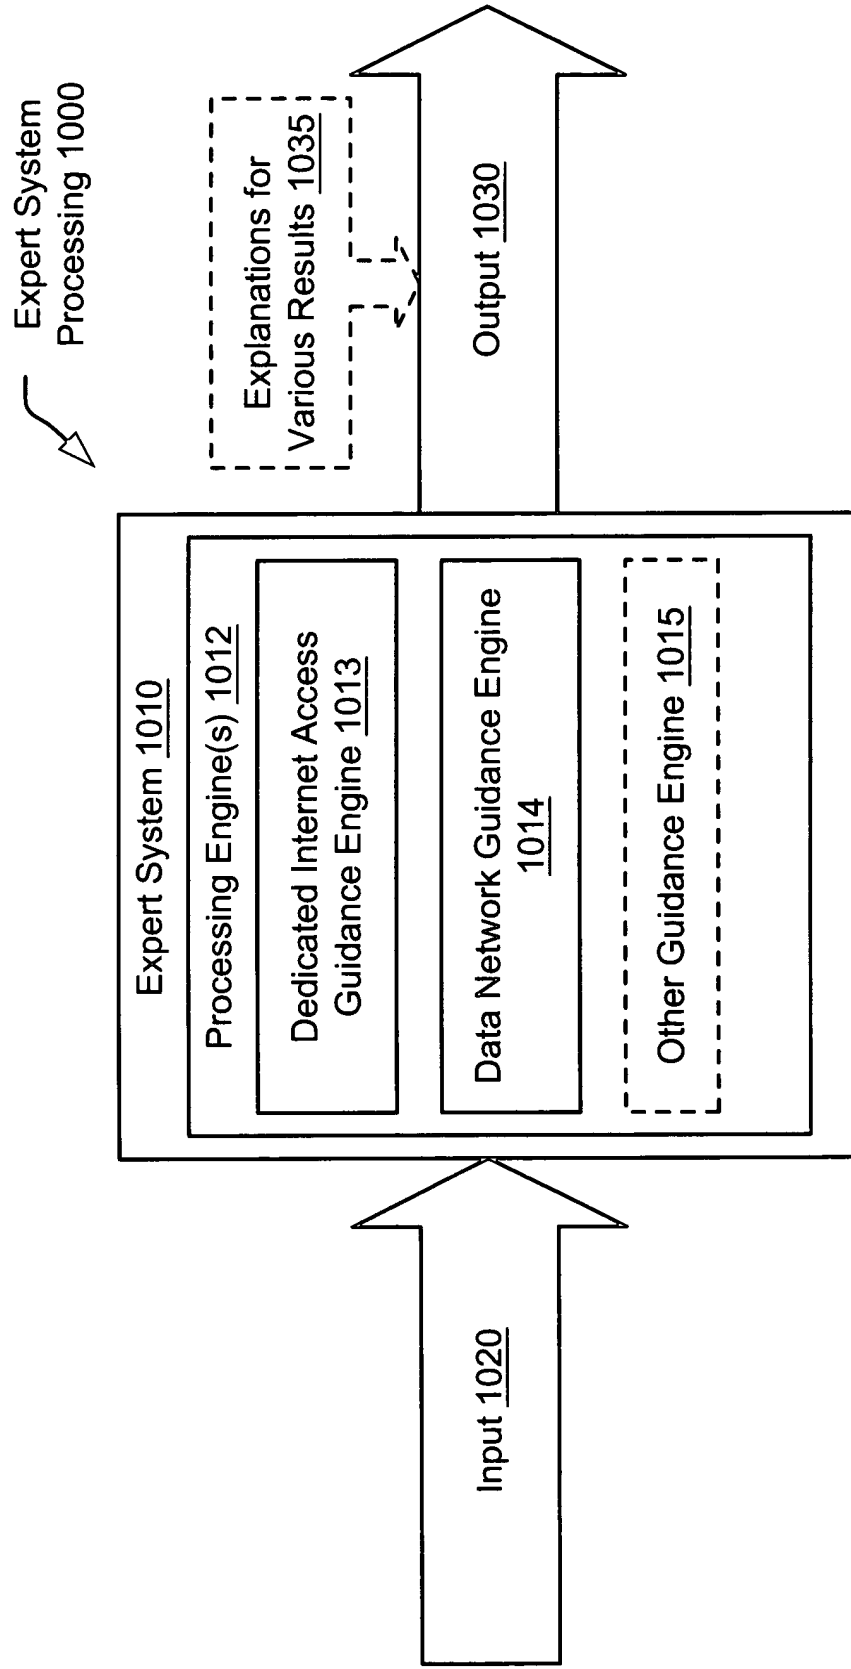 Expert System
Processing 1000
Input 1020
Expert System 1010
Processing Engine(s) 1012
Dedicated Internet Access
Guidance Engine 1013
Data Network Guidance Engine
1014
Other Guidance Engine 1015
Explanations for
Various Results 1035
Output 1030